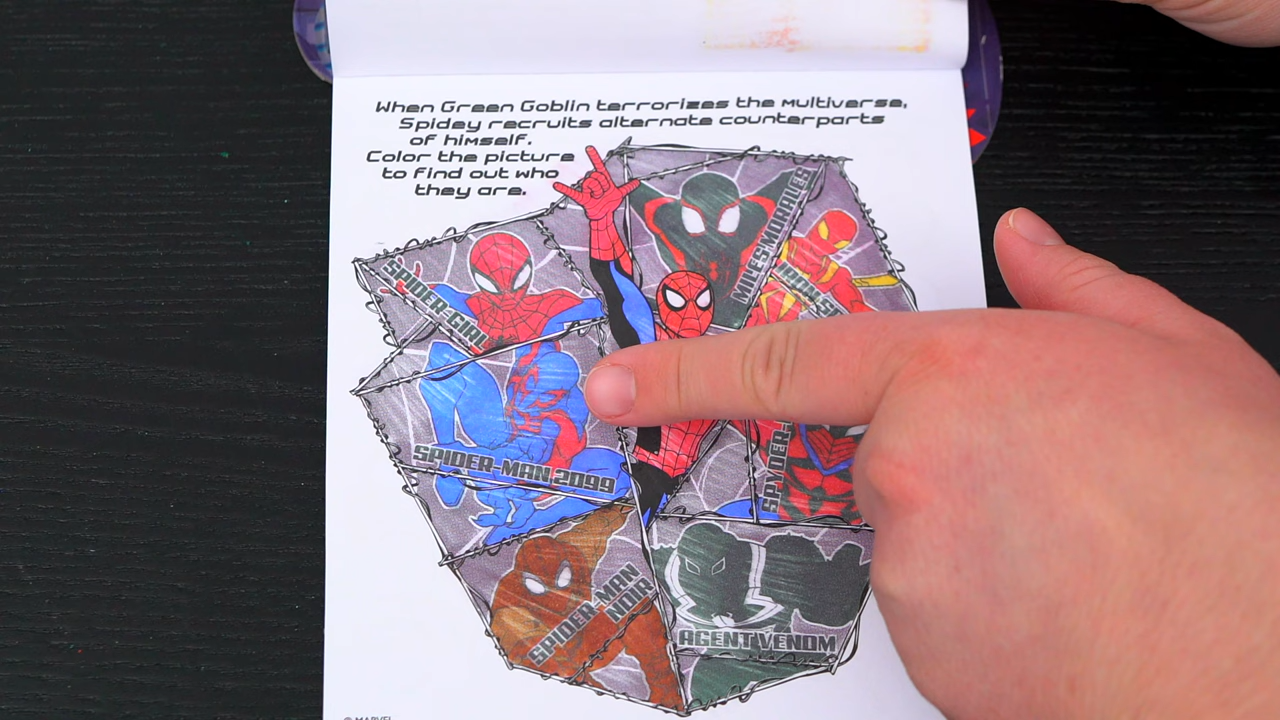 When Green Goblin terrorizes the multiverse,
Spidey recruits alternate counterparts
of himself.
Color the picture
to find out who
they are.
MILES MORALES
SPIDER-GIRL
SPIDER-MAN 2099
SPIDER-MAN
NOIR
AGENT VENOM
© MARVEL